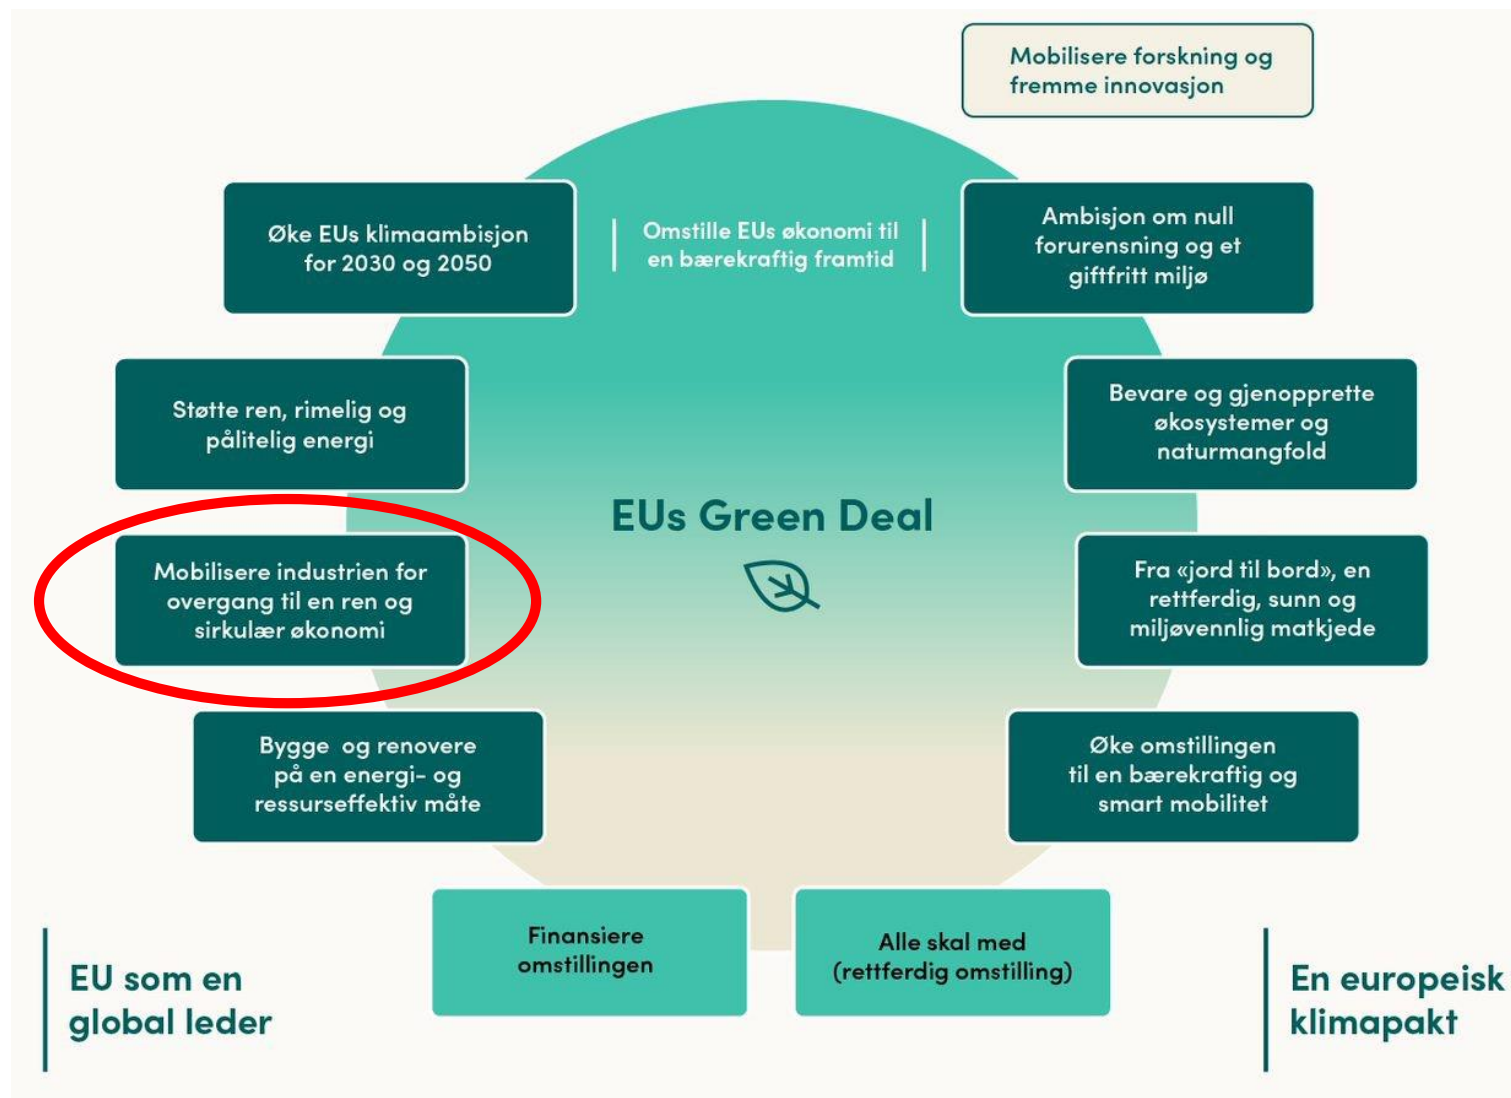 Mobilisere forskning og
fremme innovasjon
Øke EUs klimaambisjon
for 2030 og 2050
Omstille EUs økonomi til
en bærekraftig framtid
Ambisjon om null
forurensning og et
giftfritt miljø
Støtte ren, rimelig og
pålitelig energi
Bevare og gjenopprette
økosystemer og
naturmangfold
EUs Green Deal
Mobilisere industrien for
overgang til en ren og
sirkulær økonomi
Fra «jord til bord», en
rettferdig, sunn og
miljøvennlig matkjede
Bygge og renovere
på en energi- og
ressurseffektiv måte
Øke omstillingen
til en bærekraftig og
smart mobilitet
Finansiere
omstillingen
Alle skal med
(rettferdig omstilling)
EU som en
global leder
En europeisk
klimapakt